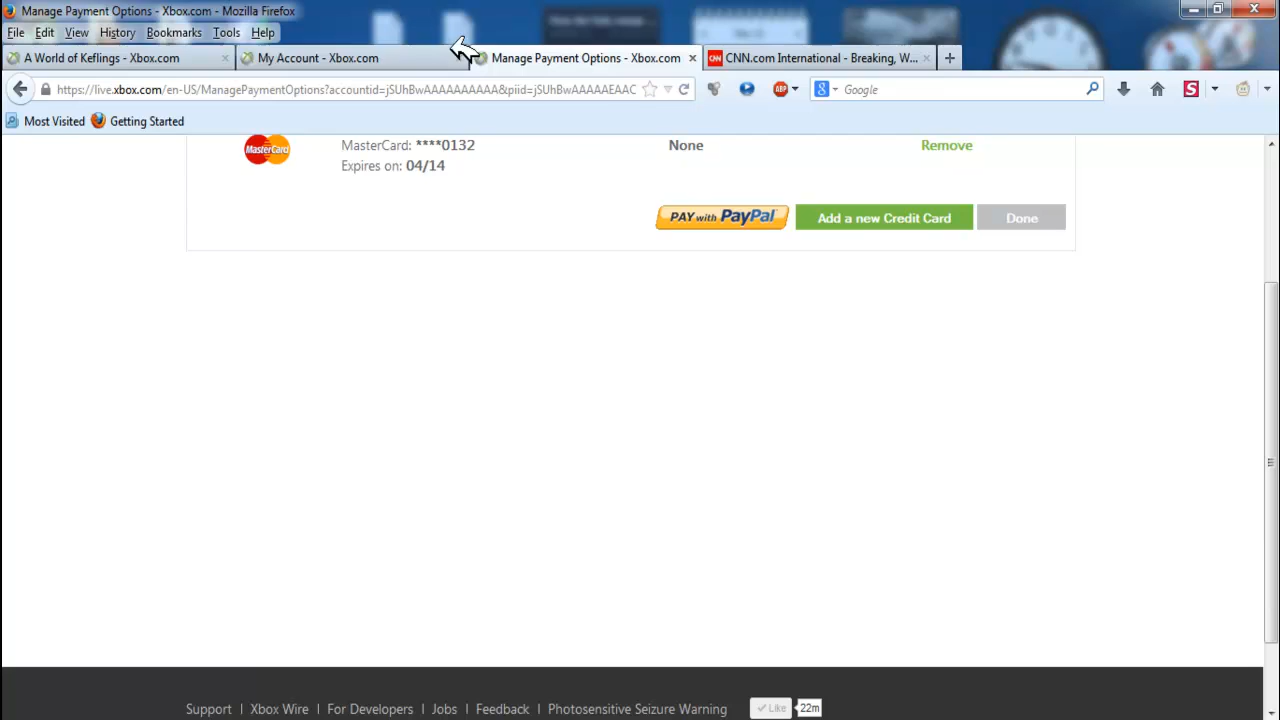 Manage Payment Options - Xbox.com - Mozilla Firefox
File Edit View History Bookmarks Tools Help
A World of Keflings - Xbox.com My Account - Xbox.com Manage Payment Options - Xbox.com CNN CNN.com International - Breaking, W...
https://live.xbox.com/en-US/ManagePaymentOptions?accountid=jSUhBwAAAAAAAAAA&piid=jSUhBwAAAAAEAAC Google ABP S
Most Visited Getting Started
MasterCard MasterCard: ****0132 None Remove
Expires on: 04/14
PAY with PayPal Add a new Credit Card Done
Support | Xbox Wire | For Developers | Jobs | Feedback | Photosensitive Seizure Warning Like 22m